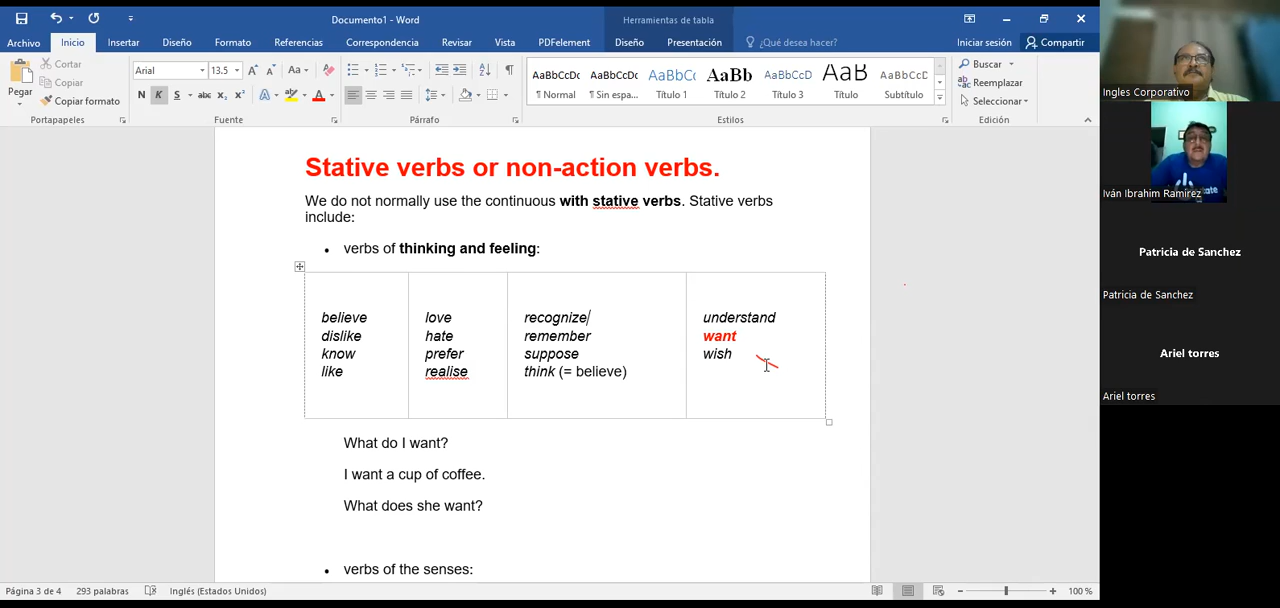 Documento1 - Word
Herramientas de tabla
Archivo Inicio Insertar Diseño Formato Referencias Correspondencia Revisar Vista PDFelement Diseño Presentación ¿Qué desea hacer? Iniciar sesión Compartir
Pegar
Cortar
Copiar
Copiar formato
Portapapeles
Arial 13.5
Fuente
Párrafo
AaBbCcDc AaBbCcDc AaBbC AaBb AaBbCcD AaB AaBbCcD
¶ Normal ¶ Sin espa... Título 1 Título 2 Título 3 Título Subtítulo
Estilos
Buscar
Reemplazar
Seleccionar
Edición
Stative verbs or non-action verbs.
We do not normally use the continuous with stative verbs. Stative verbs
include:
• verbs of thinking and feeling:
believe love recognize understand
dislike hate remember want
know prefer suppose wish
like realise think (= believe)
What do I want?
I want a cup of coffee.
What does she want?
• verbs of the senses:
Página 3 de 4 293 palabras Inglés (Estados Unidos) 100 %
Ingles Corporativo
Iván Ibrahim Ramírez
Patricia de Sanchez
Patricia de Sanchez
Ariel torres
Ariel torres